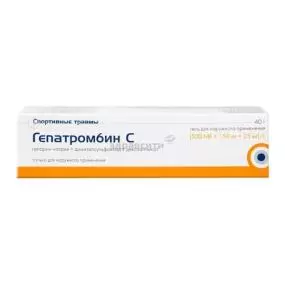 Спортивные травмы
Гепатромбин С
40 г
гель для наружного применения
гепарин натрия + диметилсульфоксид + декспантенол
только для наружного применения